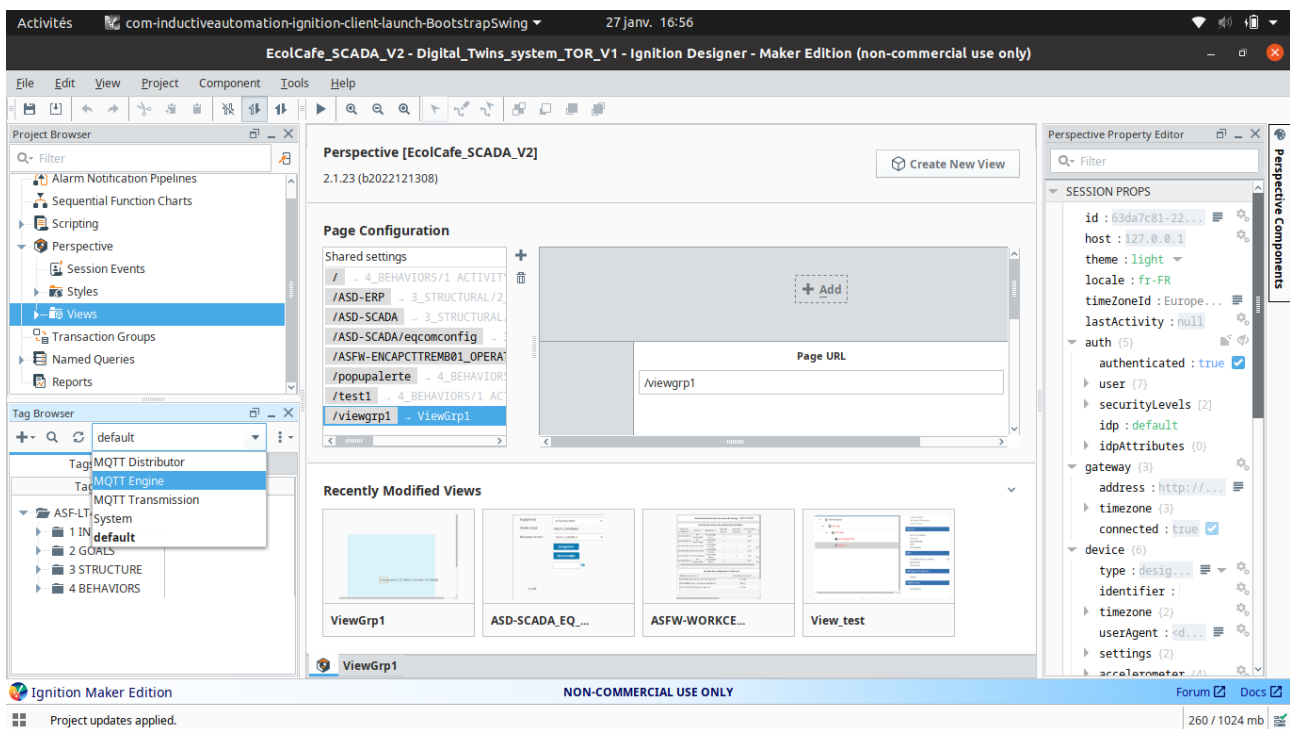 Activités com-inductiveautomation-ignition-client-launch-BootstrapSwing 27 janv. 16:56
EcolCafe_SCADA_V2 - Digital_Twins_system_TOR_V1 - Ignition Designer - Maker Edition (non-commercial use only)
File Edit View Project Component Tools Help
Project Browser
Filter
Alarm Notification Pipelines
Sequential Function Charts
Scripting
Perspective
Session Events
Styles
Views
Transaction Groups
Named Queries
Reports
Tag Browser
default
Tag
MQTT Distributor
Tag
MQTT Engine
MQTT Transmission
System
default
ASF-LT
1 IN
2 GOALS
3 STRUCTURE
4 BEHAVIORS
Perspective [EcolCafe_SCADA_V2]
2.1.23 (b2022121308)
Create New View
Page Configuration
Shared settings
/ → 4_BEHAVIORS/1 ACTIVITY
/ASD-ERP → 3_STRUCTURAL/2_
/ASD-SCADA → 3_STRUCTURAL
/ASD-SCADA/eqcomconfig →
/ASFW-ENCAPCTTREMB01_OPERA
/popupalerte → 4_BEHAVIOR
/test1 → 4_BEHAVIORS/1 AC
/viewgrp1 → ViewGrp1
+ Add
Page URL
/viewgrp1
Recently Modified Views
ViewGrp1
ASD-SCADA_EQ_...
ASFW-WORKCE...
View_test
ViewGrp1
Perspective Property Editor
Filter
SESSION PROPS
id : 63da7c81-22...
host : 127.0.0.1
theme : light
locale : fr-FR
timeZoneId : Europe...
lastActivity : null
auth {5}
authenticated : true
user {7}
securityLevels [2]
idp : default
idpAttributes {0}
gateway {3}
address : http://...
timezone {3}
connected : true
device {6}
type : desig...
identifier :
timezone {2}
userAgent : <d...
settings {2}
accelerometer {4}
Perspective Components
Ignition Maker Edition NON-COMMERCIAL USE ONLY Forum Docs
Project updates applied. 260 / 1024 mb